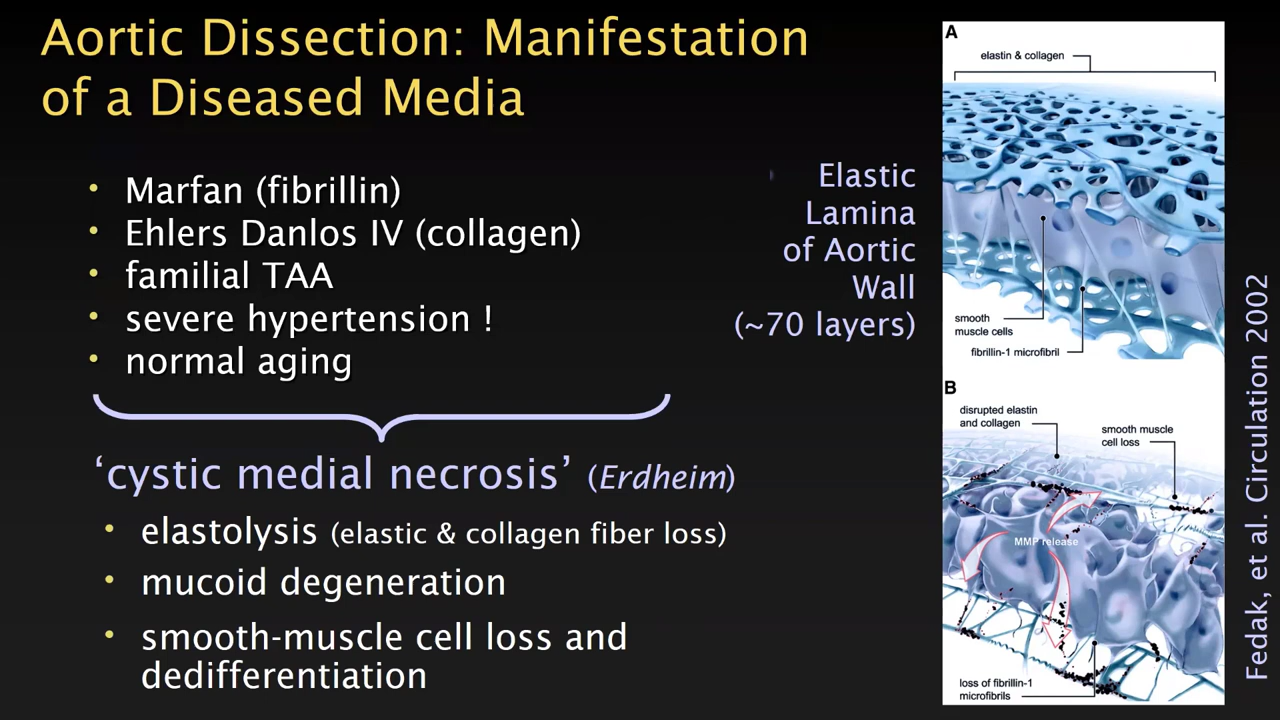 Aortic Dissection: Manifestation
of a Diseased Media
• Marfan (fibrillin)
• Ehlers Danlos IV (collagen)
• familial TAA
• severe hypertension !
• normal aging
‘cystic medial necrosis’ (Erdheim)
• elastolysis (elastic & collagen fiber loss)
• mucoid degeneration
• smooth-muscle cell loss and
dedifferentiation
Elastic
Lamina
of Aortic
Wall
(~70 layers)
A
elastin & collagen
smooth
muscle cells
fibrillin-1 microfibril
B
disrupted elastin
and collagen
smooth muscle
cell loss
MMP release
loss of fibrillin-1
microfibrils
Fedak, et al. Circulation 2002